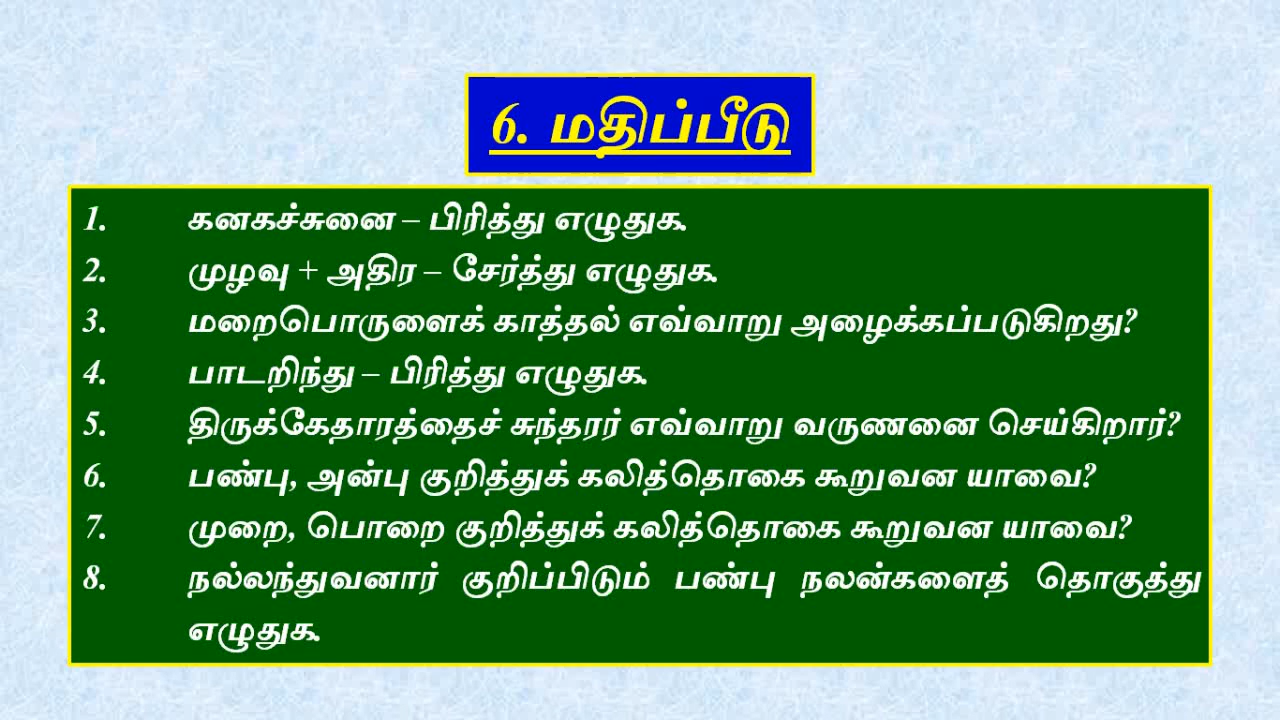 6. மதிப்பீடு
1. கனகச்சுனை – பிரித்து எழுதுக.
2. முழவு + அதிர – சேர்த்து எழுதுக.
3. மறைபொருளைக் காத்தல் எவ்வாறு அழைக்கப்படுகிறது?
4. பாடறிந்து – பிரித்து எழுதுக.
5. திருக்கேதாரத்தைச் சுந்தரர் எவ்வாறு வருணனை செய்கிறார்?
6. பண்பு, அன்பு குறித்துக் கலித்தொகை கூறுவன யாவை?
7. முறை, பொறை குறித்துக் கலித்தொகை கூறுவன யாவை?
8. நல்லந்துவனார் குறிப்பிடும் பண்பு நலன்களைத் தொகுத்து
எழுதுக.